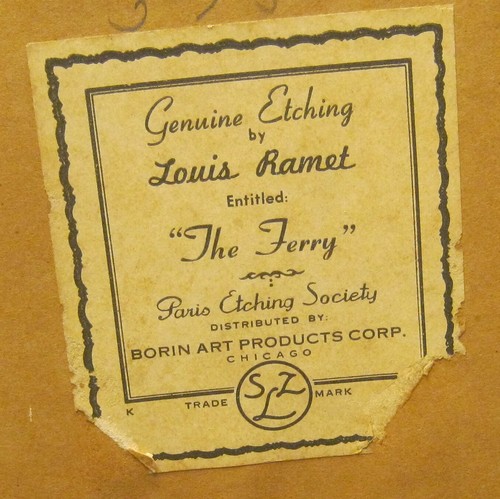 Genuine Etching
by
Louis Ramet
Entitled:
"The Ferry"
Paris Etching Society
DISTRIBUTED BY:
BORIN ART PRODUCTS CORP.
CHICAGO
K TRADE SLZ MARK